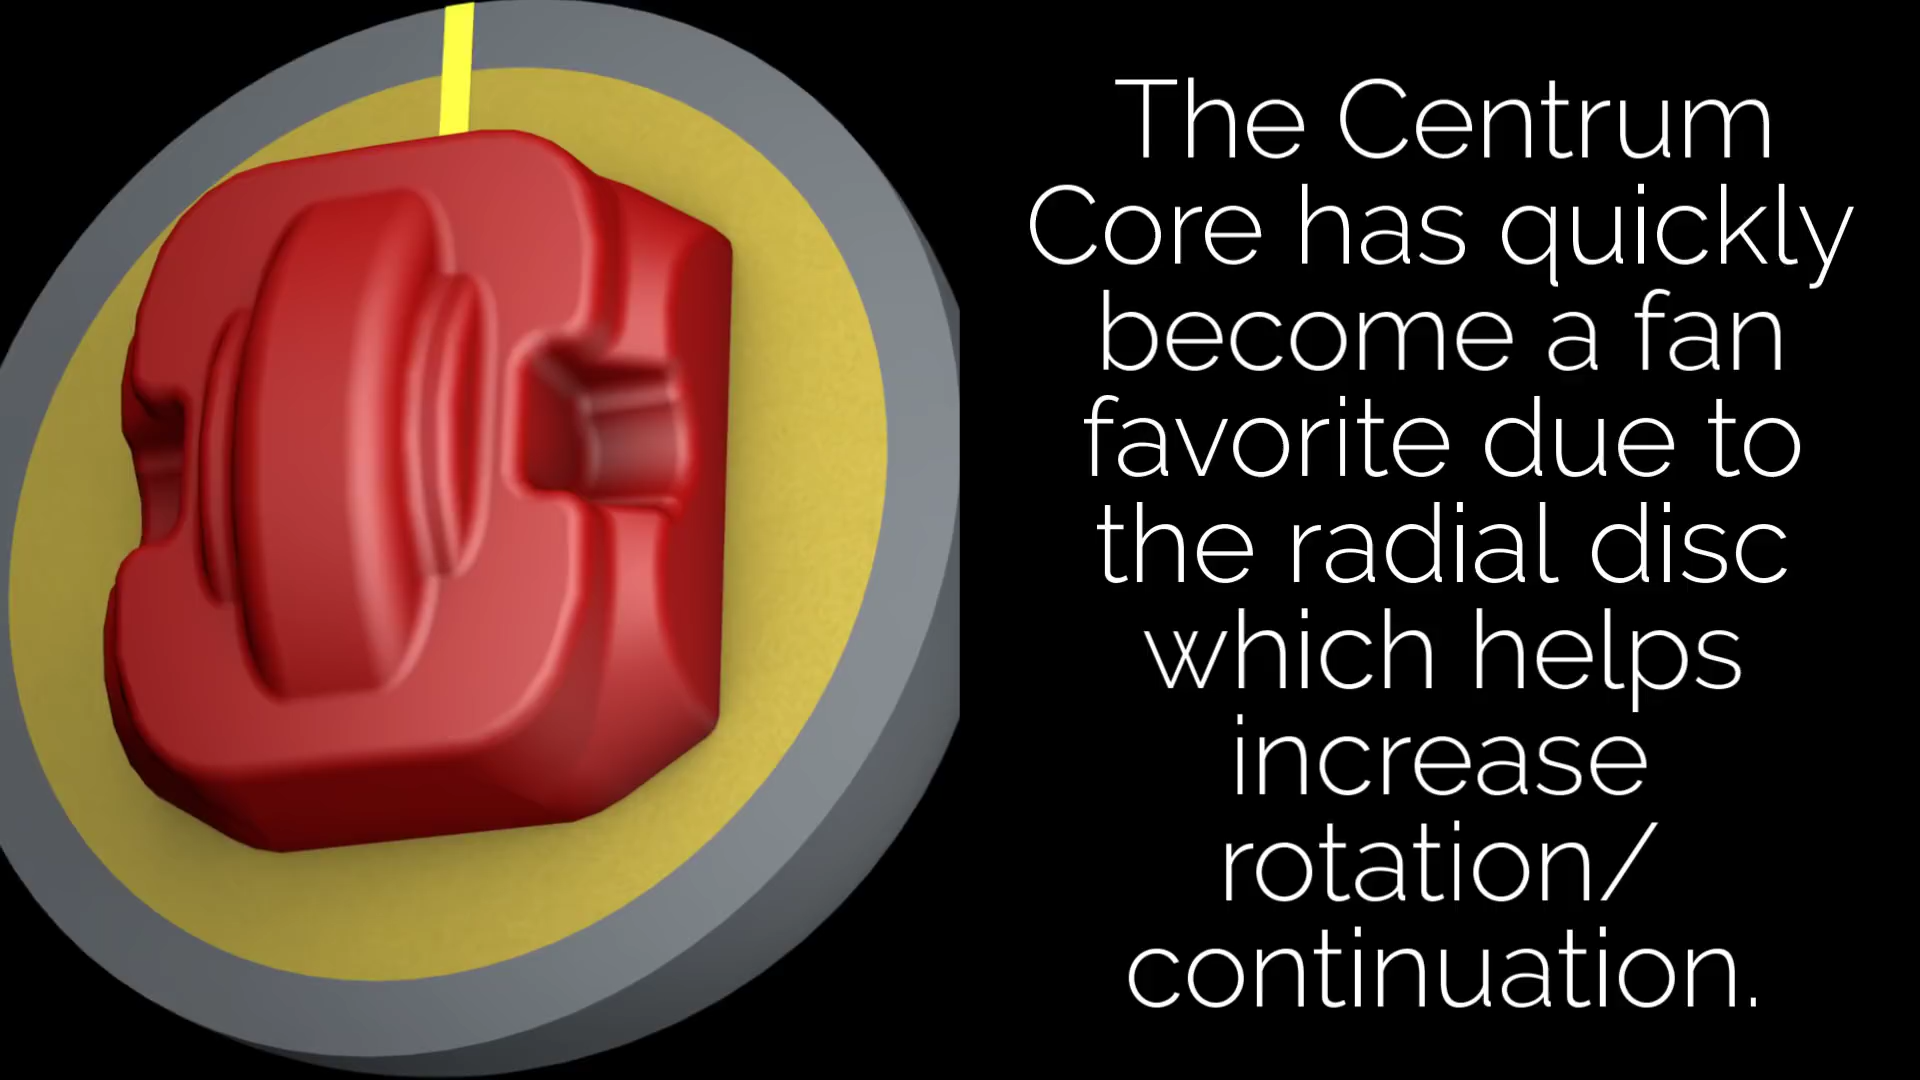 The Centrum
Core has quickly
become a fan
favorite due to
the radial disc
which helps
increase
rotation/
continuation.